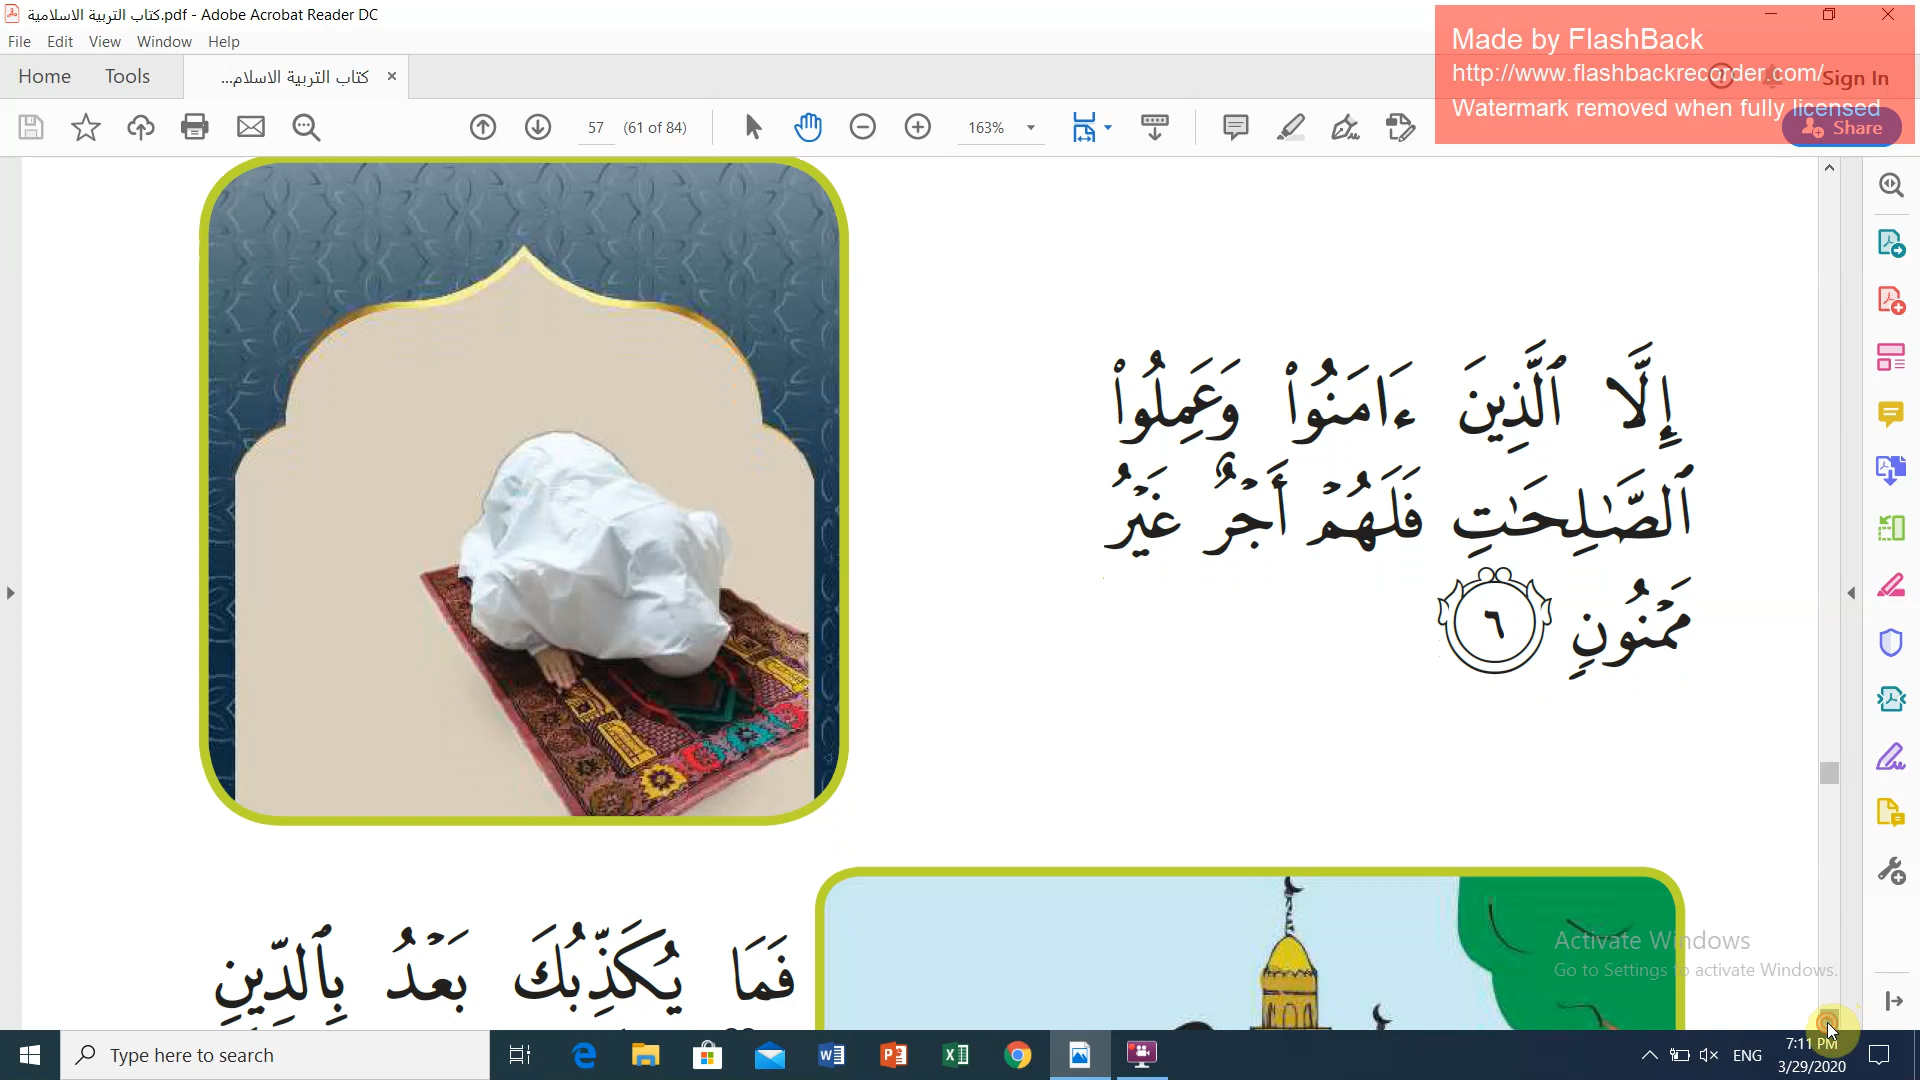 كتاب التربية الاسلامية.pdf - Adobe Acrobat Reader DC
File Edit View Window Help
Made by FlashBack
http://www.flashbackrecorder.com/
Watermark removed when fully licensed
Home Tools كتاب التربية الاسلام... × Sign In
57 (61 of 84) 163% Share
إِلَّا ٱلَّذِينَ ءَامَنُوا۟ وَعَمِلُوا۟
ٱلصَّـٰلِحَـٰتِ فَلَهُمْ أَجْرٌ غَيْرُ
مَمْنُونٍ ٦
فَمَا يُكَذِّبُكَ بَعْدُ بِٱلدِّينِ
Activate Windows
Go to Settings to activate Windows.
Type here to search
ENG
7:11 PM
3/29/2020